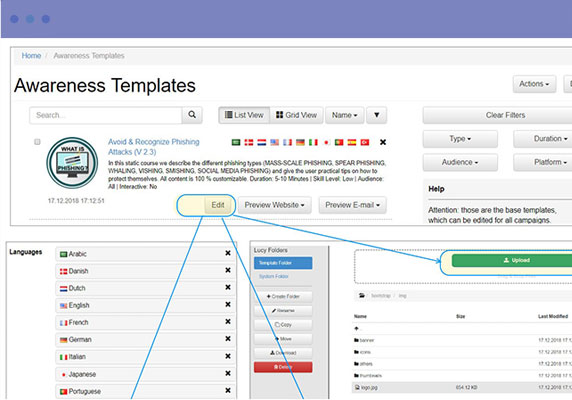 Home / Awareness Templates
Awareness Templates
Actions
Search...
List View
Grid View
Name
Clear Filters
WHAT IS
PHISHING?
Avoid & Recognize Phishing
Attacks (V 2.3)
In this static course we describe the different phishing types (MASS-SCALE PHISHING, SPEAR PHISHING,
WHALING, VISHING, SMISHING, SOCIAL MEDIA PHISHING) and give the user practical tips on how to
protect themselves. All content is 100 % customizable. Duration: 5-10 Minutes | Skill Level: Low | Audience:
All | Interactive: No
17.12.2018 17:12:51
Edit
Preview Website
Preview E-mail
Type
Duration
Audience
Platform
Help
Attention: those are the base templates,
which can be edited for all campaigns.
Languages
Arabic
Danish
Dutch
English
French
German
Italian
Japanese
Portuguese
Lucy Folders
Template Folder
System Folder
Create Folder
Rename
Copy
Move
Download
Delete
Upload
/ bootstrap / img
Name Size Last Modified
banner 17.12.2018 17
icons 17.12.2018 17
others 17.12.2018 17
thumbnails 17.12.2018 17
logo.jpg 654.12 KB 17.12.2018 17